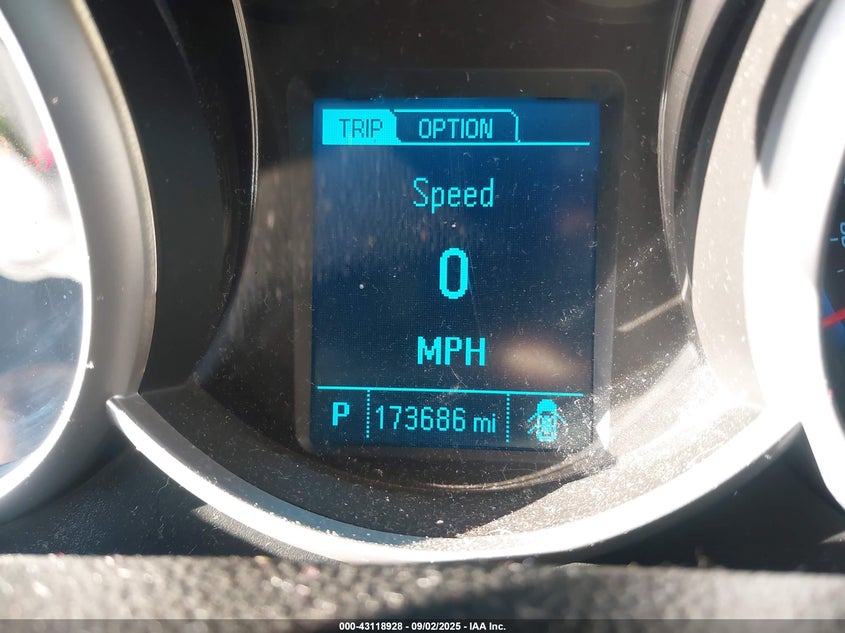 TRIP OPTION
Speed
0
MPH
P 173686 mi
000-43118928 - 09/02/2025 - IAA Inc.